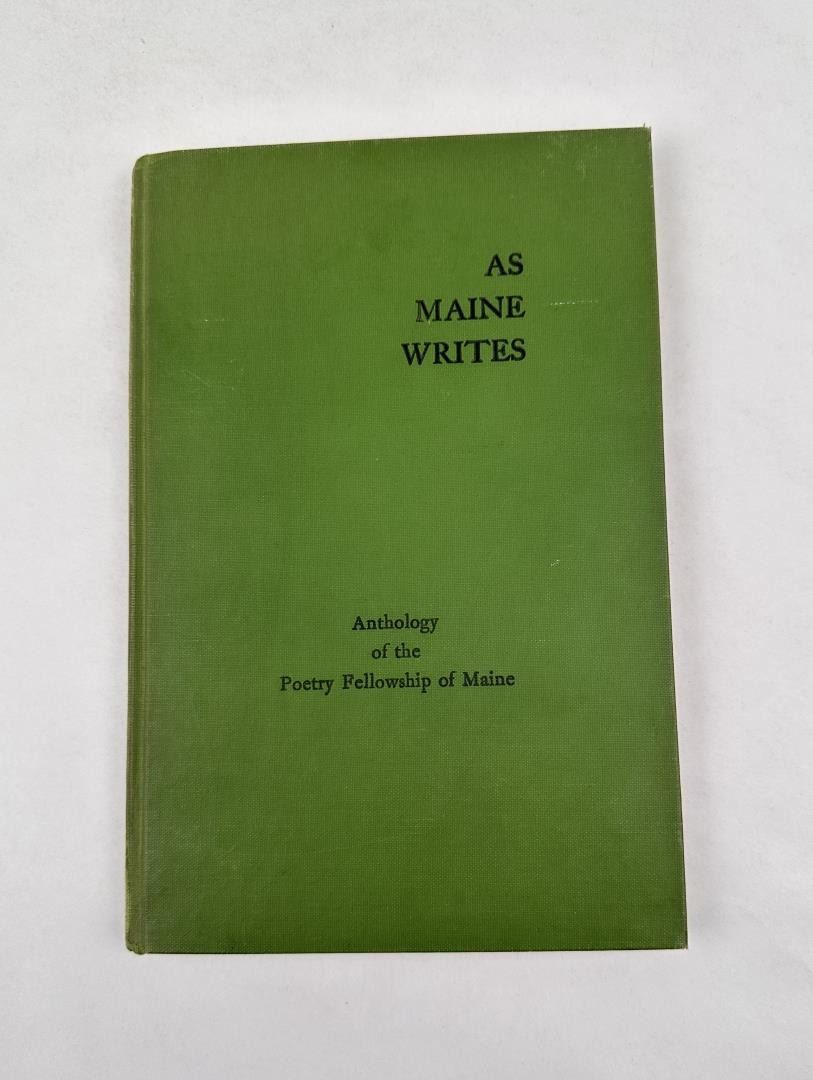 AS
MAINE
WRITES
Anthology
of the
Poetry Fellowship of Maine